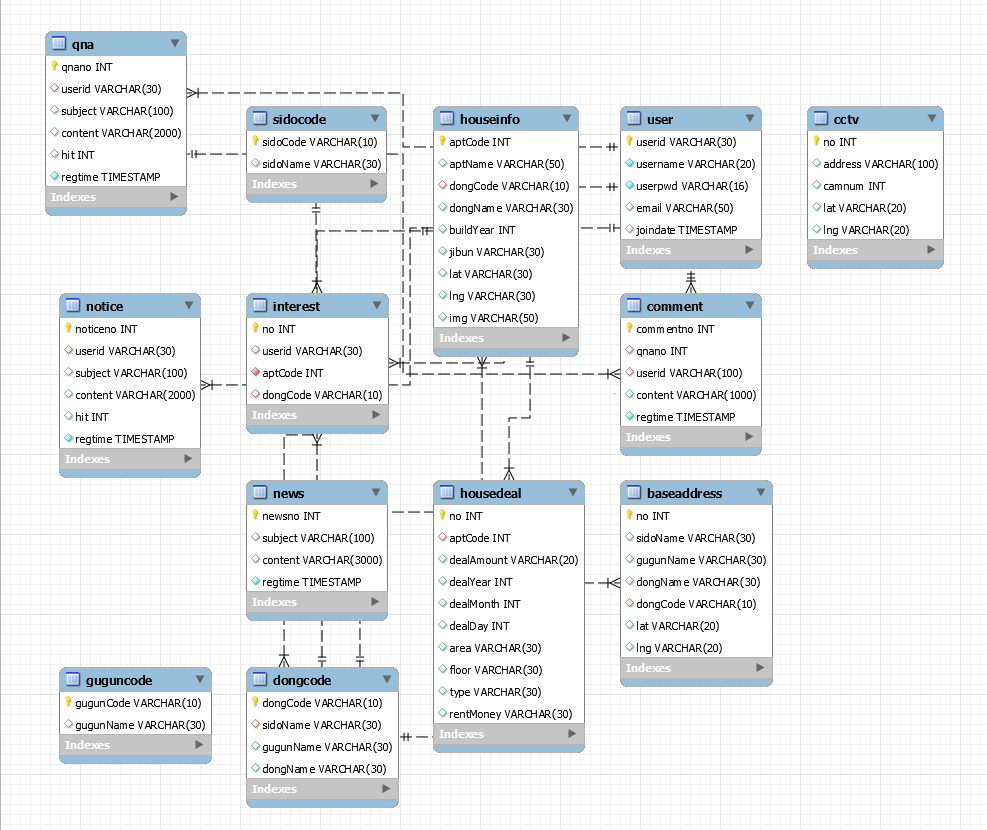 qna
qnano INT
userid VARCHAR(30)
subject VARCHAR(100)
content VARCHAR(2000)
hit INT
regtime TIMESTAMP
Indexes
sidocode
sidoCode VARCHAR(10)
sidoName VARCHAR(30)
Indexes
houseinfo
aptCode INT
aptName VARCHAR(50)
dongCode VARCHAR(10)
dongName VARCHAR(30)
buildYear INT
jibun VARCHAR(30)
lat VARCHAR(30)
lng VARCHAR(30)
img VARCHAR(50)
Indexes
user
userid VARCHAR(30)
username VARCHAR(20)
userpwd VARCHAR(16)
email VARCHAR(50)
joindate TIMESTAMP
Indexes
cctv
no INT
address VARCHAR(100)
camnum INT
lat VARCHAR(20)
lng VARCHAR(20)
Indexes
notice
noticeno INT
userid VARCHAR(30)
subject VARCHAR(100)
content VARCHAR(2000)
hit INT
regtime TIMESTAMP
Indexes
interest
no INT
userid VARCHAR(30)
aptCode INT
dongCode VARCHAR(10)
Indexes
comment
commentno INT
qnano INT
userid VARCHAR(100)
content VARCHAR(1000)
regtime TIMESTAMP
Indexes
news
newsno INT
subject VARCHAR(100)
content VARCHAR(3000)
regtime TIMESTAMP
Indexes
housedeal
no INT
aptCode INT
dealAmount VARCHAR(20)
dealYear INT
dealMonth INT
dealDay INT
area VARCHAR(30)
floor VARCHAR(30)
type VARCHAR(30)
rentMoney VARCHAR(30)
Indexes
baseaddress
no INT
sidoName VARCHAR(30)
gugunName VARCHAR(30)
dongName VARCHAR(30)
dongCode VARCHAR(10)
lat VARCHAR(20)
lng VARCHAR(20)
Indexes
guguncode
gugunCode VARCHAR(10)
gugunName VARCHAR(30)
Indexes
dongcode
dongCode VARCHAR(10)
sidoName VARCHAR(30)
gugunName VARCHAR(30)
dongName VARCHAR(30)
Indexes